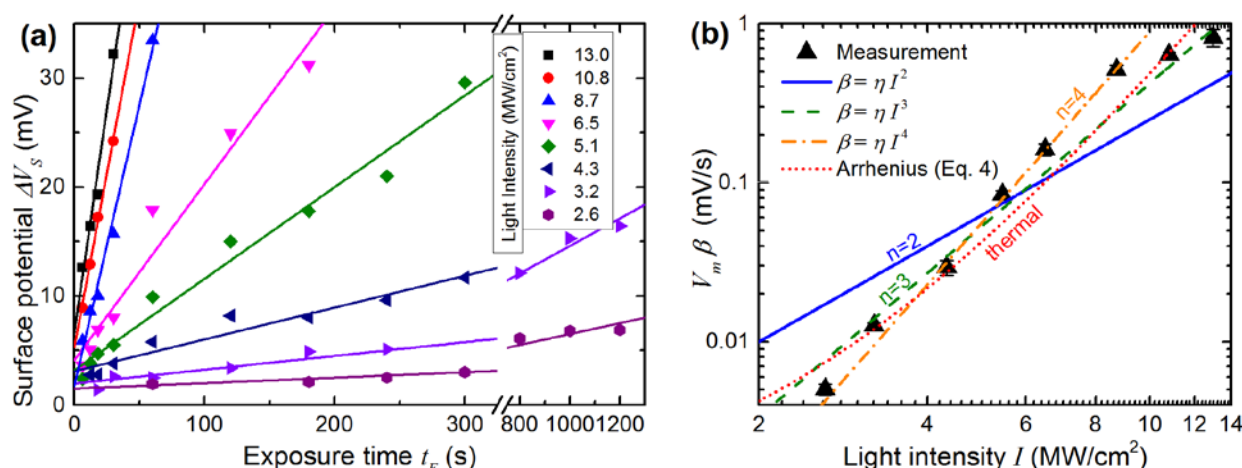 (a)
Surface potential ΔVS (mV)
30
20
10
0
0
100
200
300
800
1000
1200
Exposure time tE (s)
Light Intensity (MW/cm²)
13.0
10.8
8.7
6.5
5.1
4.3
3.2
2.6
(b)
Vm β (mV/s)
1
0.1
0.01
2
4
6
8
10
12
14
Light intensity I (MW/cm²)
Measurement
β = η I²
β = η I³
β = η I⁴
Arrhenius (Eq. 4)
n=4
n=2
n=3
thermal